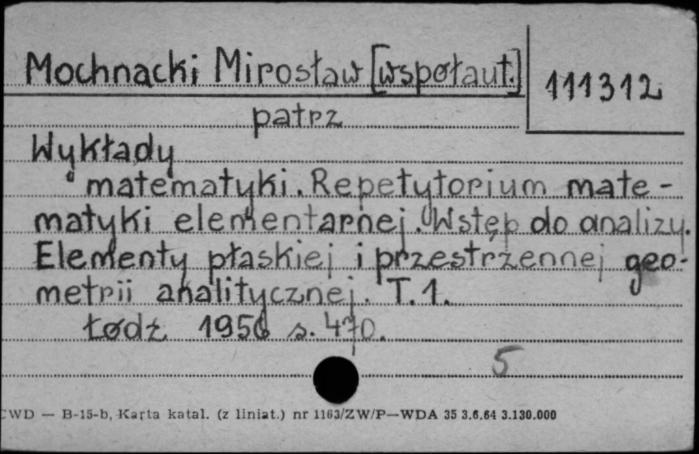 Mochnacki Mirosław [współaut.]
111312
patrz
Wykłady
matematyki. Repetytorium mate-
matyki elementarnej. Wstęp do analizy.
Elementy płaskiej i przestrzennej geo-
metrii analitycznej. T. 1.
Łódź 1956 s. 470.
5
CWD — B-15-b, Karta katal. (z liniat.) nr 1163/ZW/P—WDA 35 3.6.64 3.130.000